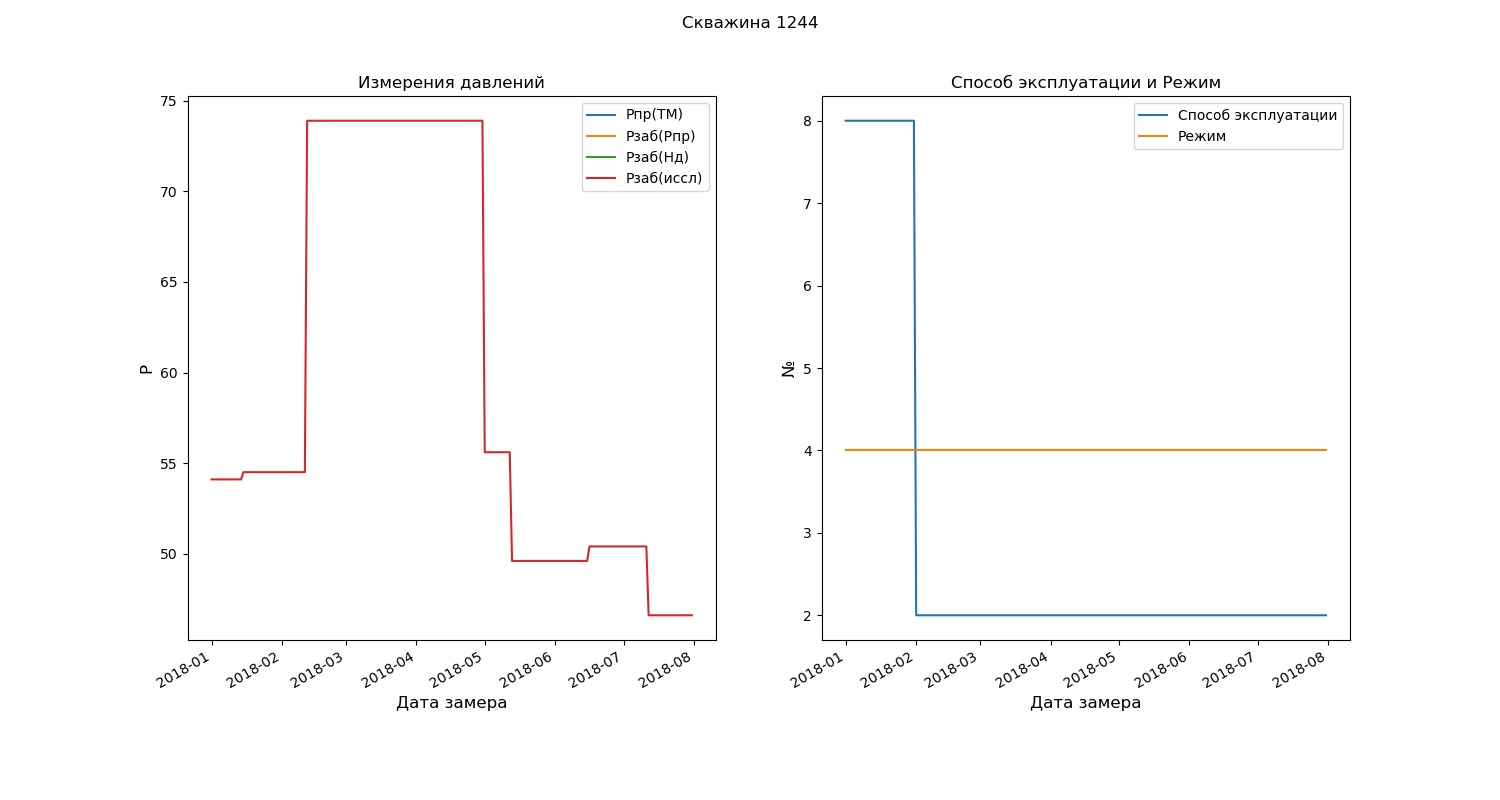 Скважина 1244
Измерения давлений
75
70
65
60
55
50
P
Рпр(ТМ)
Рзаб(Рпр)
Рзаб(Нд)
Рзаб(иссл)
2018-01
2018-02
2018-03
2018-04
2018-05
2018-06
2018-07
2018-08
Дата замера
Способ эксплуатации и Режим
8
7
6
5
4
3
2
№
Способ эксплуатации
Режим
2018-01
2018-02
2018-03
2018-04
2018-05
2018-06
2018-07
2018-08
Дата замера